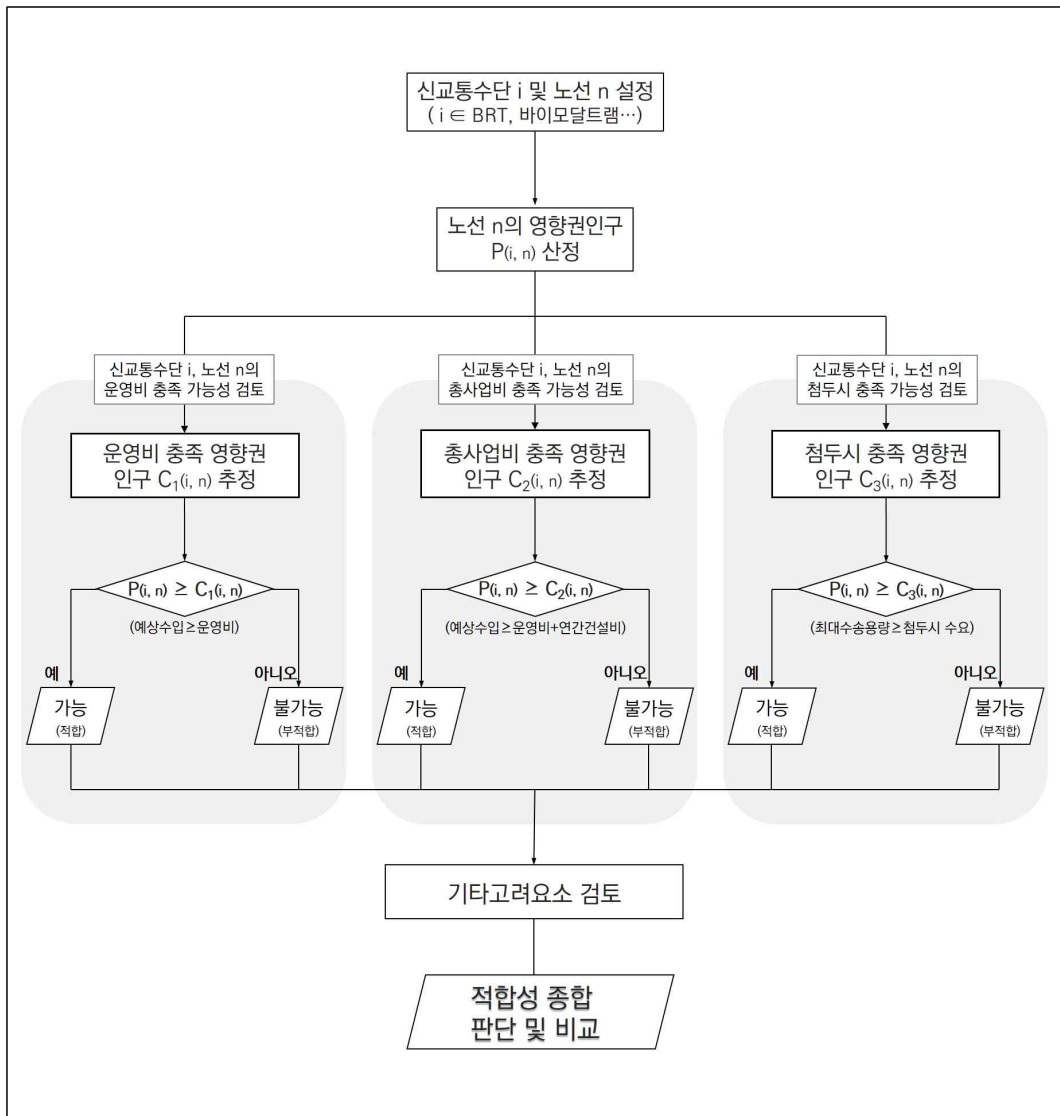 신교통수단 i 및 노선 n 설정
( i ∈ BRT, 바이모달트램…)
노선 n의 영향권인구
P(i, n) 산정
신교통수단 i, 노선 n의
운영비 충족 가능성 검토
운영비 충족 영향권
인구 C₁(i, n) 추정
P(i, n) ≥ C₁(i, n)
(예상수입≥운영비)
예
아니오
가능
(적합)
불가능
(부적합)
신교통수단 i, 노선 n의
총사업비 충족 가능성 검토
총사업비 충족 영향권
인구 C₂(i, n) 추정
P(i, n) ≥ C₂(i, n)
(예상수입≥운영비+연간건설비)
예
아니오
가능
(적합)
불가능
(부적합)
신교통수단 i, 노선 n의
첨두시 충족 가능성 검토
첨두시 충족 영향권
인구 C₃(i, n) 추정
P(i, n) ≥ C₃(i, n)
(최대수송용량≥첨두시 수요)
예
아니오
가능
(적합)
불가능
(부적합)
기타고려요소 검토
적합성 종합
판단 및 비교